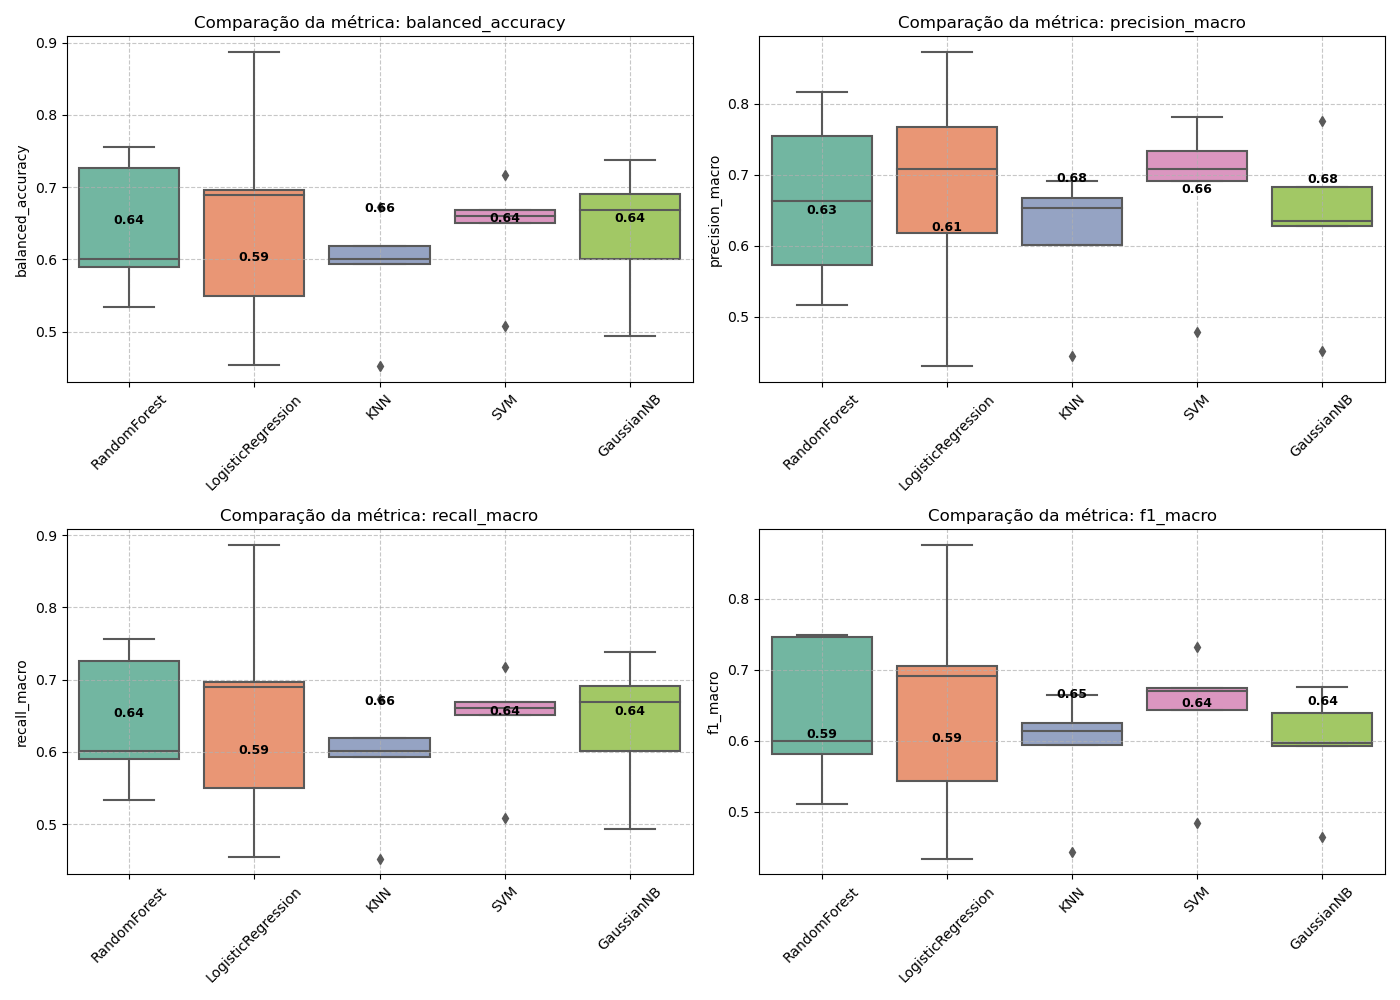 Comparação da métrica: balanced_accuracy
balanced_accuracy
0.9
0.8
0.7
0.6
0.5
0.64
0.59
0.66
0.64
0.64
RandomForest
LogisticRegression
KNN
SVM
GaussianNB
Comparação da métrica: precision_macro
precision_macro
0.8
0.7
0.6
0.5
0.63
0.61
0.68
0.66
0.68
RandomForest
LogisticRegression
KNN
SVM
GaussianNB
Comparação da métrica: recall_macro
recall_macro
0.9
0.8
0.7
0.6
0.5
0.64
0.59
0.66
0.64
0.64
RandomForest
LogisticRegression
KNN
SVM
GaussianNB
Comparação da métrica: f1_macro
f1_macro
0.8
0.7
0.6
0.5
0.59
0.59
0.65
0.64
0.64
RandomForest
LogisticRegression
KNN
SVM
GaussianNB